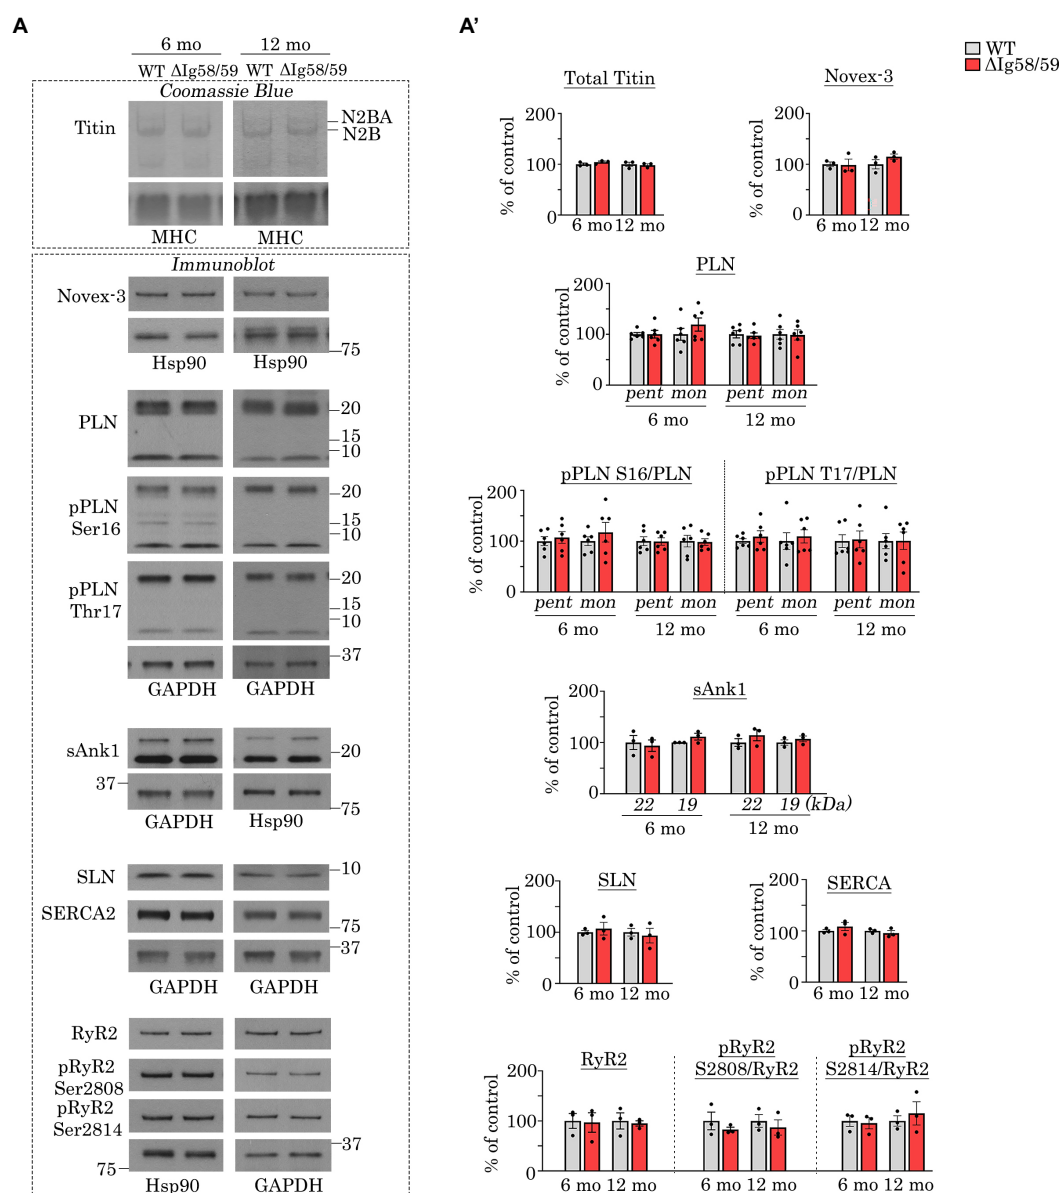 A
6 mo
12 mo
WT ΔIg58/59
WT ΔIg58/59
Coomassie Blue
Titin
N2BA
N2B
MHC
MHC
Immunoblot
Novex-3
75
Hsp90
Hsp90
PLN
20
15
10
pPLN
Ser16
20
15
10
pPLN
Thr17
20
15
10
37
GAPDH
GAPDH
sAnk1
20
37
75
GAPDH
Hsp90
SLN
10
SERCA2
75
37
GAPDH
GAPDH
RyR2
pRyR2
Ser2808
pRyR2
Ser2814
37
75
Hsp90
GAPDH
A'
WT
ΔIg58/59
Total Titin
% of control
200
100
0
6 mo 12 mo
Novex-3
% of control
200
100
0
6 mo 12 mo
PLN
% of control
200
100
0
pent mon pent mon
6 mo 12 mo
pPLN S16/PLN
pPLN T17/PLN
% of control
200
100
0
pent mon pent mon pent mon pent mon
6 mo 12 mo 6 mo 12 mo
sAnk1
% of control
200
100
0
22 19 22 19 (kDa)
6 mo 12 mo
SLN
% of control
200
100
0
6 mo 12 mo
SERCA
% of control
200
100
0
6 mo 12 mo
RyR2
pRyR2
S2808/RyR2
pRyR2
S2814/RyR2
% of control
200
100
0
6 mo 12 mo 6 mo 12 mo 6 mo 12 mo